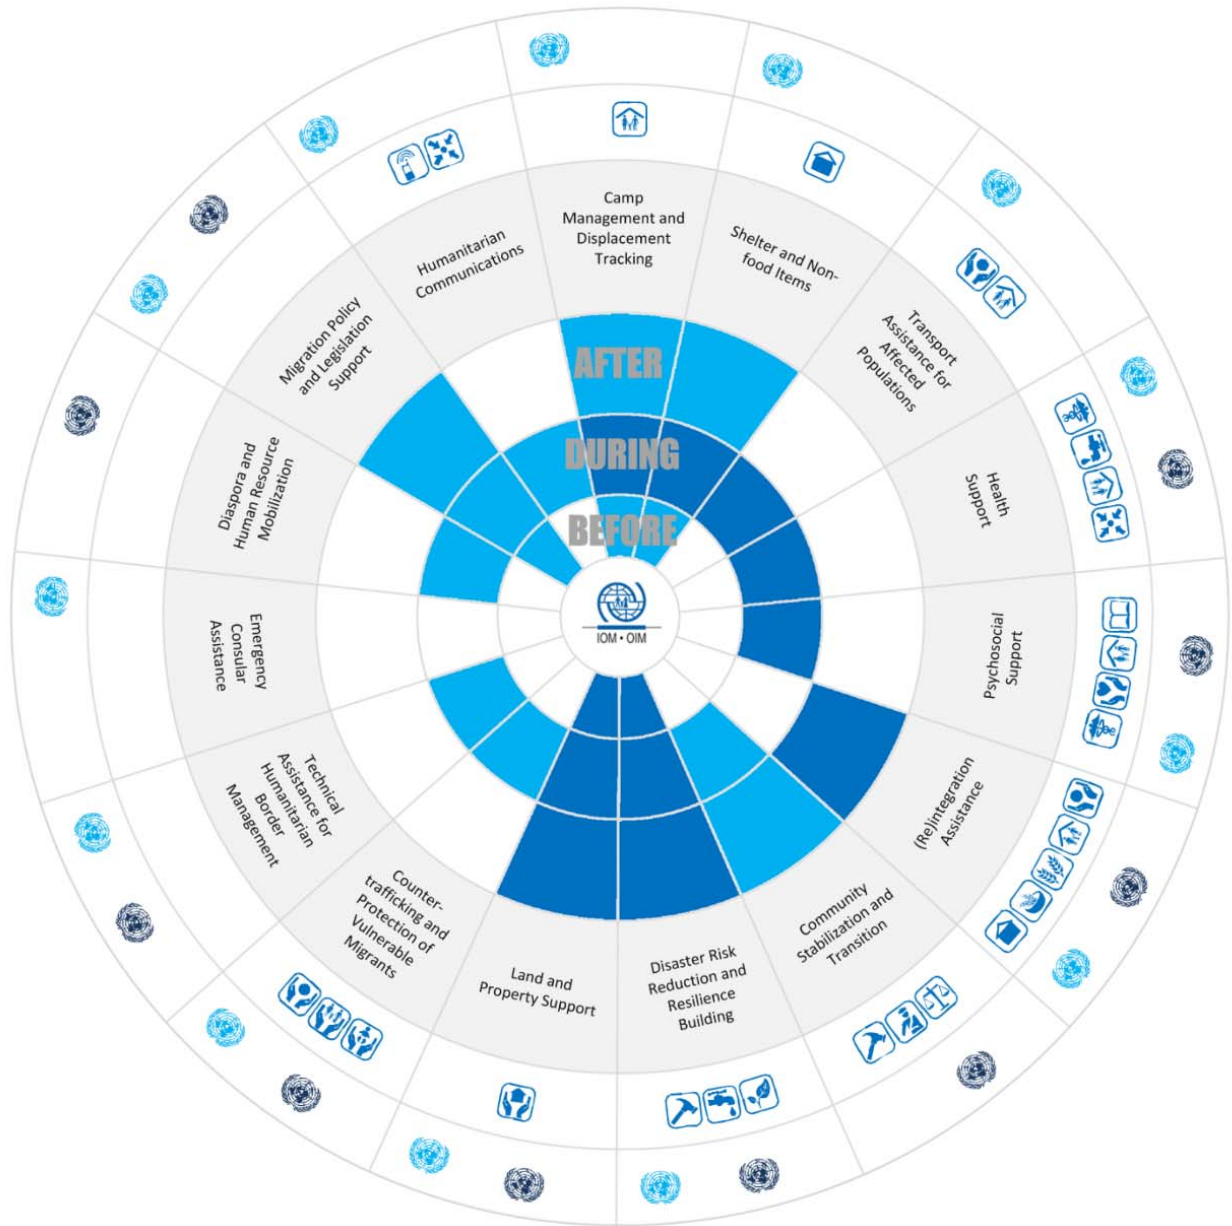 Camp
Management and
Displacement
Tracking
Shelter and Non-
food Items
Transport
Assistance for
Affected
Populations
Health
Support
Psychosocial
Support
(Re)integration
Assistance
Community
Stabilization and
Transition
Disaster Risk
Reduction and
Resilience
Building
Land and
Property Support
Counter-
trafficking and
Protection of
Vulnerable
Migrants
Technical
Assistance for
Humanitarian
Border
Management
Emergency
Consular
Assistance
Diaspora and
Human Resource
Mobilization
Migration Policy
and Legislation
Support
Humanitarian
Communications
AFTER
DURING
BEFORE
IOM • OIM